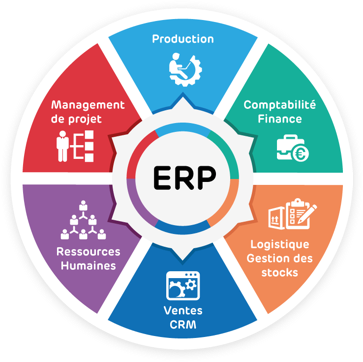 Production
Comptabilité
Finance
Logistique
Gestion des
stocks
Ventes
CRM
Ressources
Humaines
Management
de projet
ERP